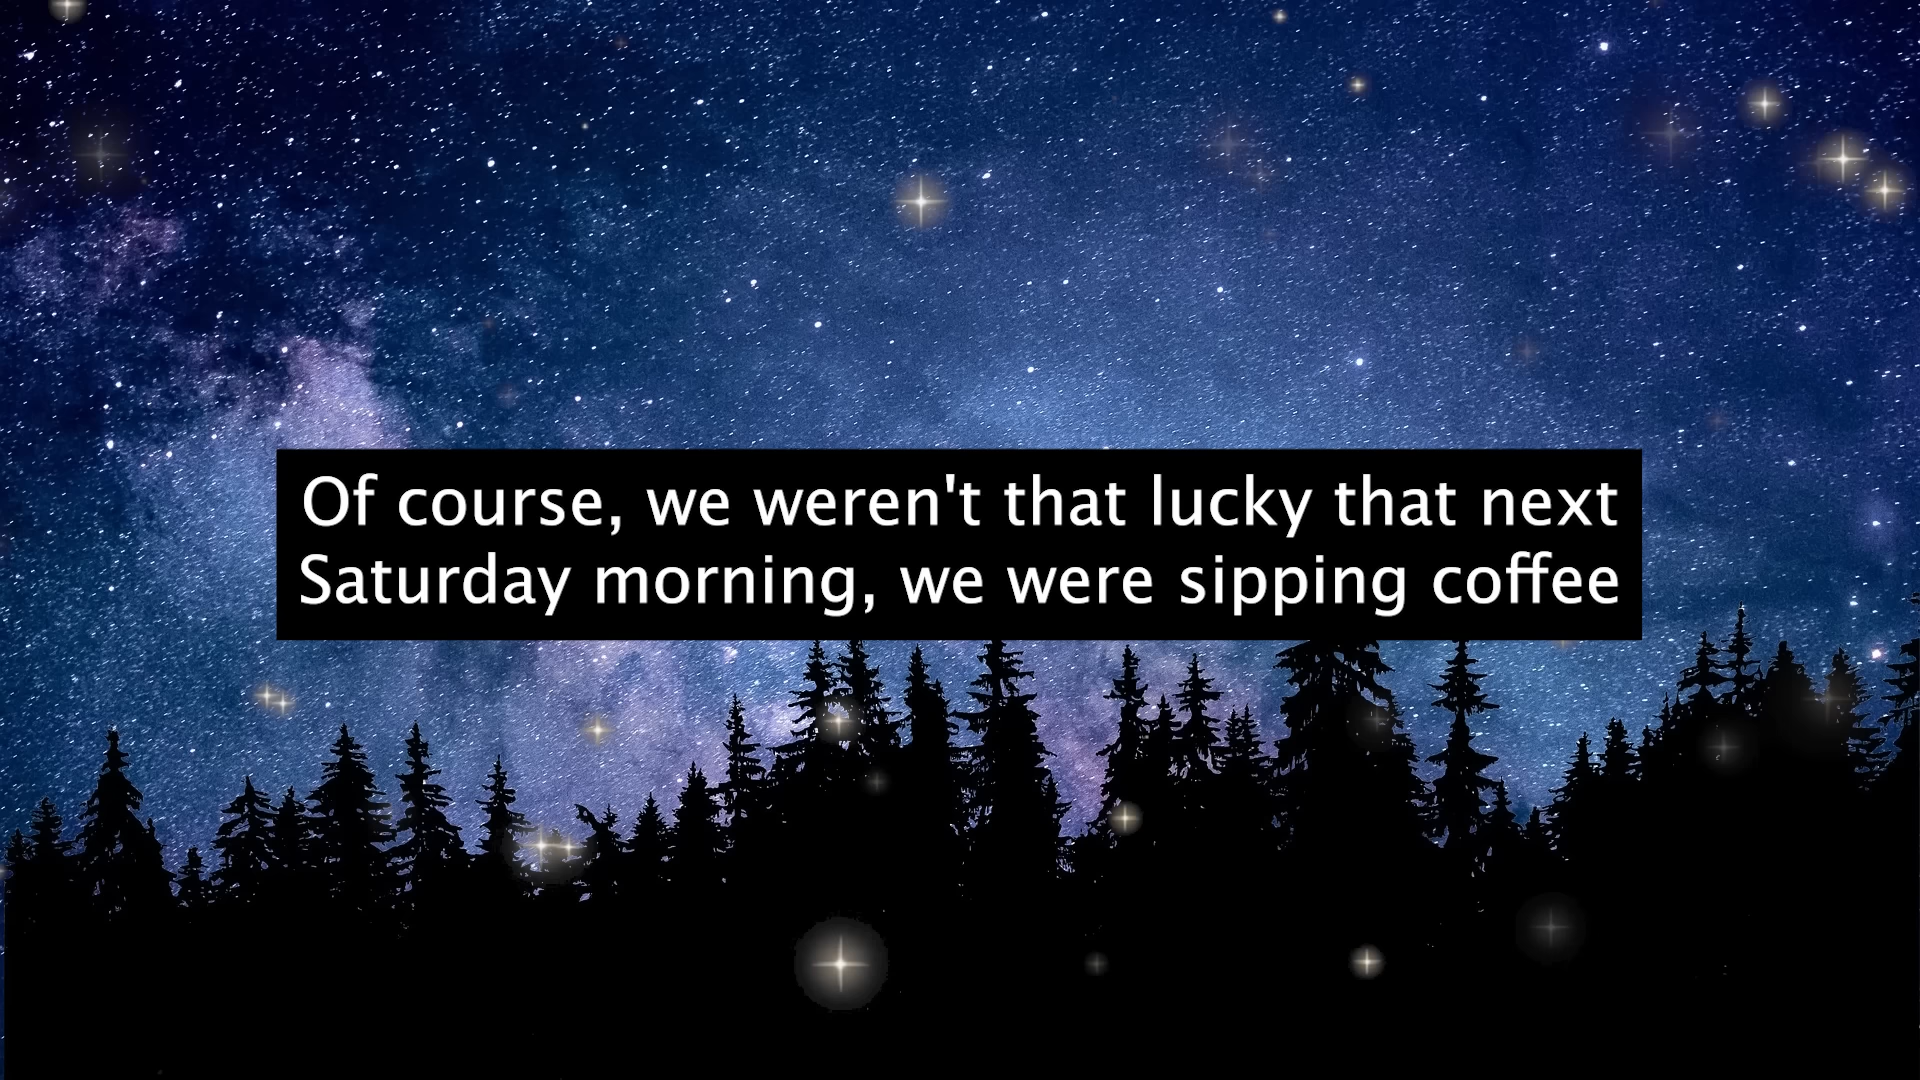 Of course, we weren't that lucky that next
Saturday morning, we were sipping coffee